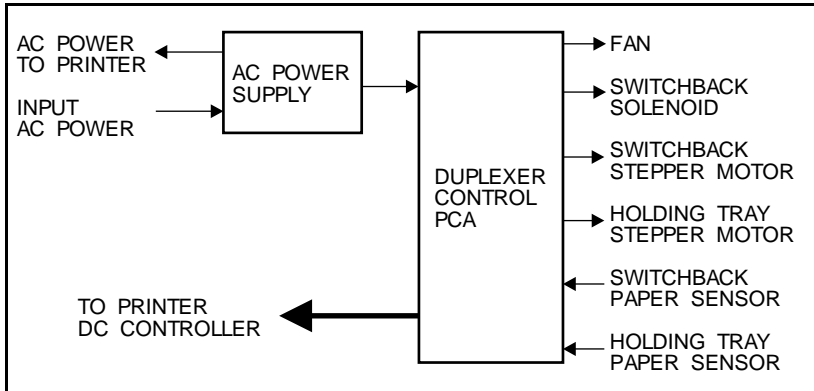 AC POWER
TO PRINTER
INPUT
AC POWER
AC POWER
SUPPLY
DUPLEXER
CONTROL
PCA
TO PRINTER
DC CONTROLLER
FAN
SWITCHBACK
SOLENOID
SWITCHBACK
STEPPER MOTOR
HOLDING TRAY
STEPPER MOTOR
SWITCHBACK
PAPER SENSOR
HOLDING TRAY
PAPER SENSOR